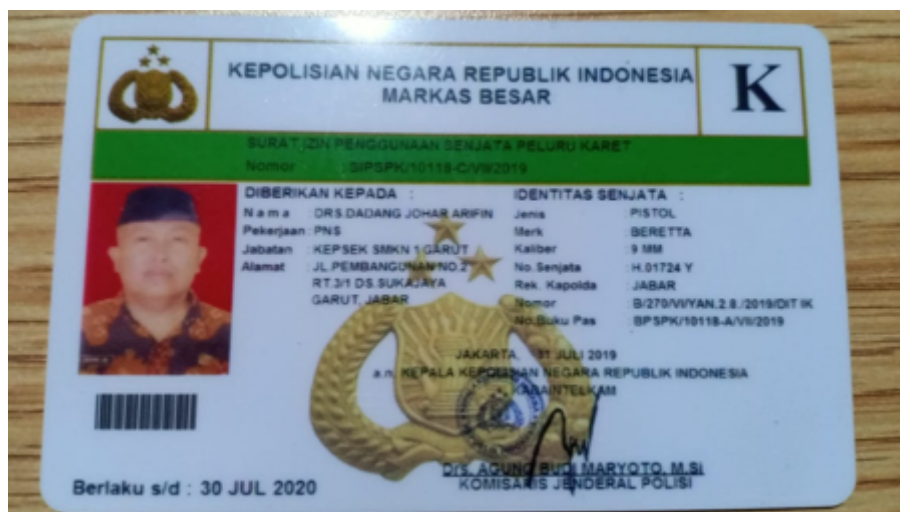 KEPOLISIAN NEGARA REPUBLIK INDONESIA
MARKAS BESAR
K
SURAT IZIN PENGGUNAAN SENJATA PELURU KARET
Nomor : SIPSPK/10118-C/VII/2019
DIBERIKAN KEPADA :
Nama : DRS.DADANG JOHAR ARIFIN
Pekerjaan : PNS
Jabatan : KEPSEK SMKN 1 GARUT
Alamat : JL.PEMBANGUNAN NO.2
RT.3/1 DS.SUKAJAYA
GARUT, JABAR
IDENTITAS SENJATA :
Jenis : PISTOL
Merk : BERETTA
Kaliber : 9 MM
No.Senjata : H.01724 Y
Rek. Kapolda : JABAR
Nomor : B/270/VI/YAN.2.8./2019/DIT IK
No.Buku Pas : BPSPK/10118-A/VII/2019
JAKARTA, 31 JULI 2019
a.n. KEPALA KEPOLISIAN NEGARA REPUBLIK INDONESIA
KABAINTELKAM
Drs. AGUNG BUDI MARYOTO, M.Si
KOMISARIS JENDERAL POLISI
Berlaku s/d : 30 JUL 2020